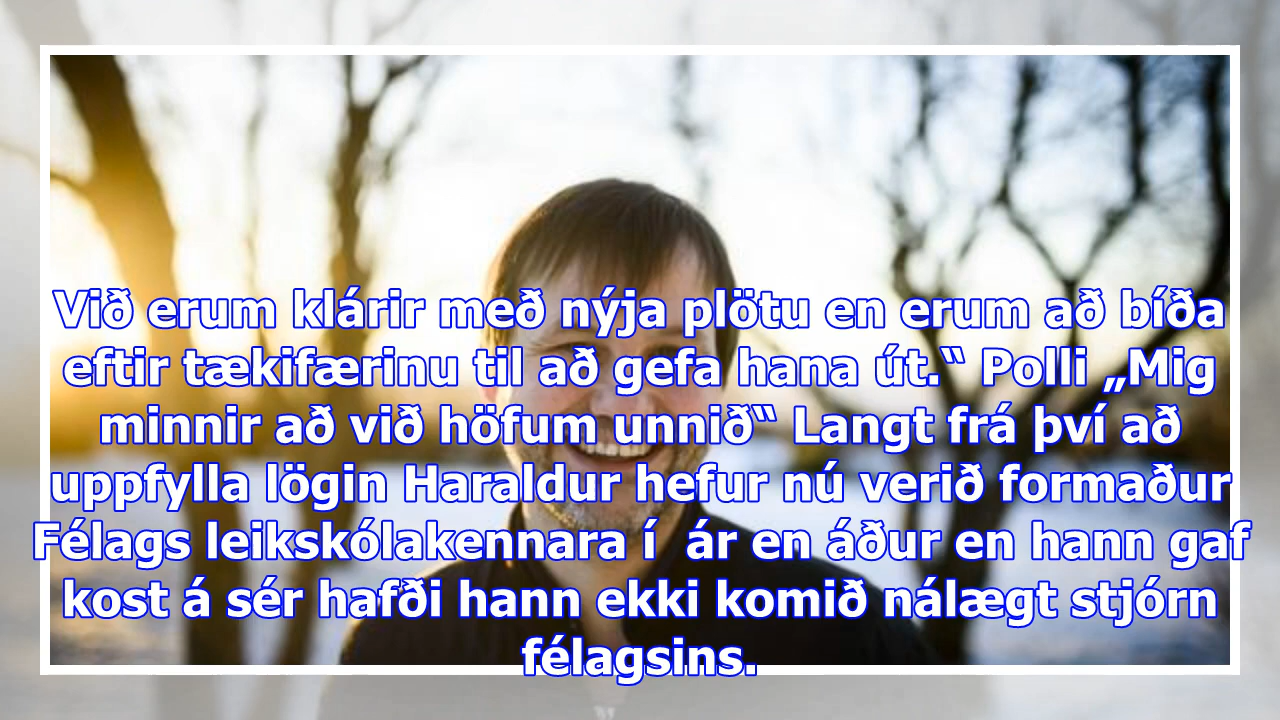 Við erum klárir með nýja plötu en erum að bíða
eftir tækifærinu til að gefa hana út.“ Polli „Mig
minnir að við höfum unnið“ Langt frá því að
uppfylla lögin Haraldur hefur nú verið formaður
Félags leikskólakennara í  ár en áður en hann gaf
kost á sér hafði hann ekki komið nálægt stjórn
félagsins.